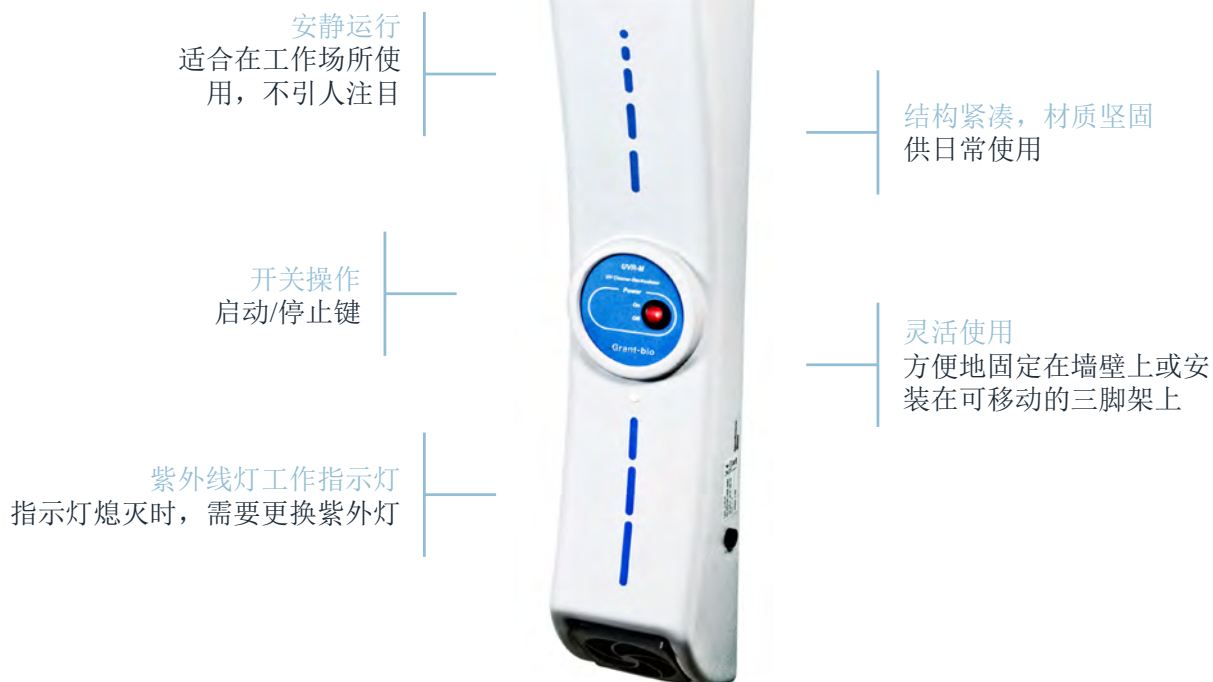 安静运行
适合在工作场所使
用，不引人注目
结构紧凑，材质坚固
供日常使用
UVR-M
Power
On
Off
Grant-bio
开关操作
启动/停止键
灵活使用
方便地固定在墙壁上或安
装在可移动的三脚架上
紫外线灯工作指示灯
指示灯熄灭时，需要更换紫外灯